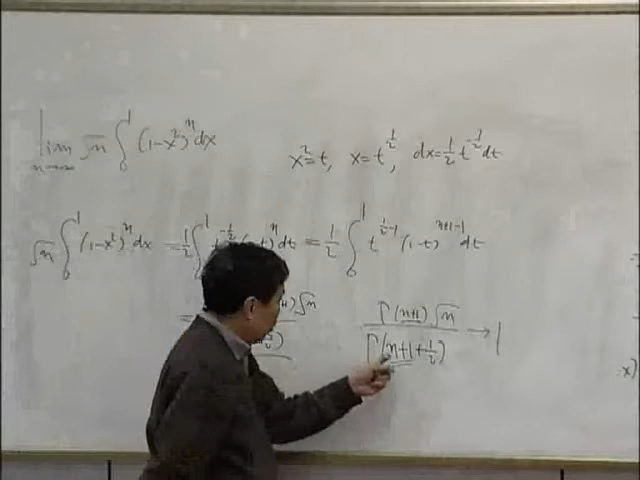 lim √n ∫₀¹ (1-x²)ⁿ dx
n→∞
x²=t, x=t^{1/2}, dx=½ t^{-1/2} dt
√n ∫₀¹ (1-x²)ⁿ dx = ½ ∫₀¹ t^{-1/2} -t)ⁿ dt = ½ ∫₀¹ t^{½-1} (1-t)^{n+1-1} dt
= )√n
Γ(n+1)√n / Γ(n+1+½) → 1
x)